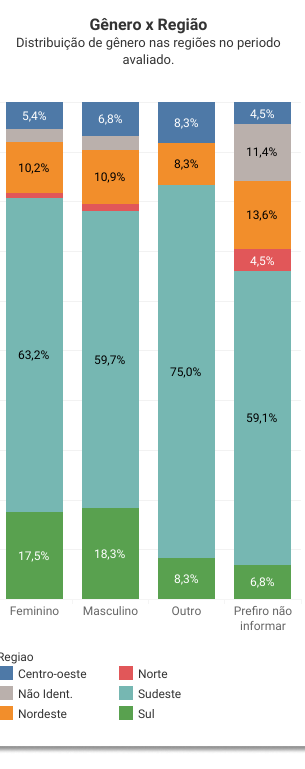 Gênero x Região
Distribuição de gênero nas regiões no periodo
avaliado.
5,4%
6,8%
8,3%
4,5%
10,2%
10,9%
8,3%
11,4%
13,6%
4,5%
63,2%
59,7%
75,0%
59,1%
17,5%
18,3%
8,3%
6,8%
Feminino
Masculino
Outro
Prefiro não
informar
Regiao
Centro-oeste
Norte
Não Ident.
Sudeste
Nordeste
Sul